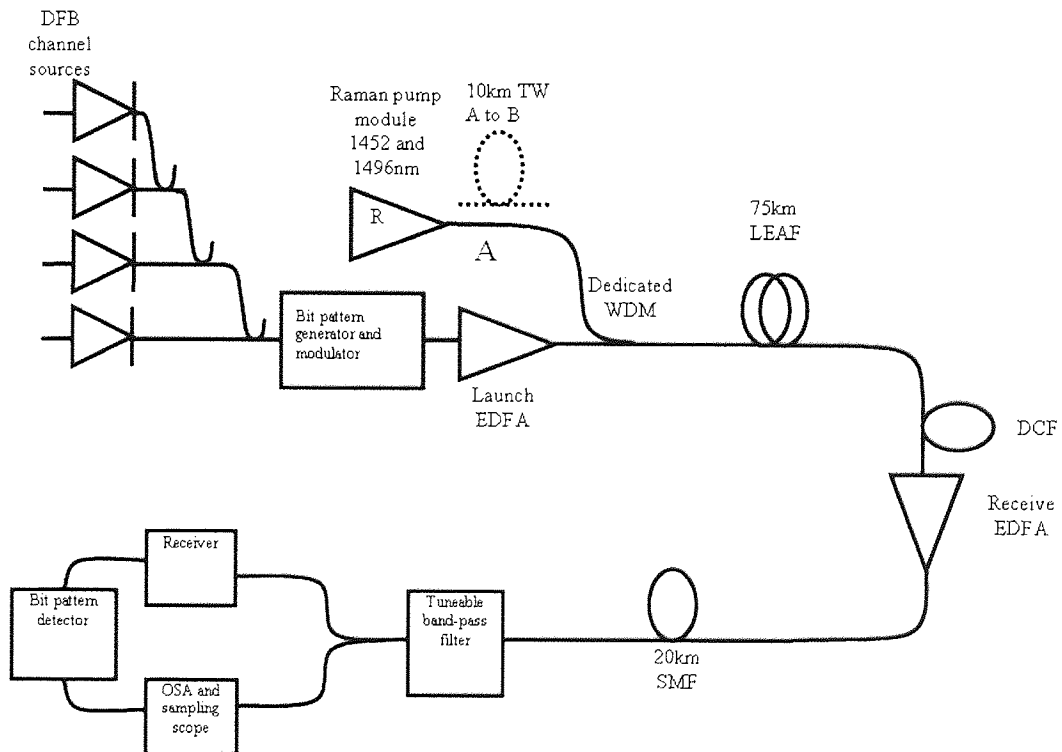 DFB
channel
sources
Raman pump
module
1452 and
1496nm
10km TW
A to B
R
A
75km
LEAF
Dedicated
WDM
Bit pattern
generator and
modulator
Launch
EDFA
DCF
Receive
EDFA
Receiver
Bit pattern
detector
Tuneable
band-pass
filter
20km
SMF
OSA and
sampling
scope